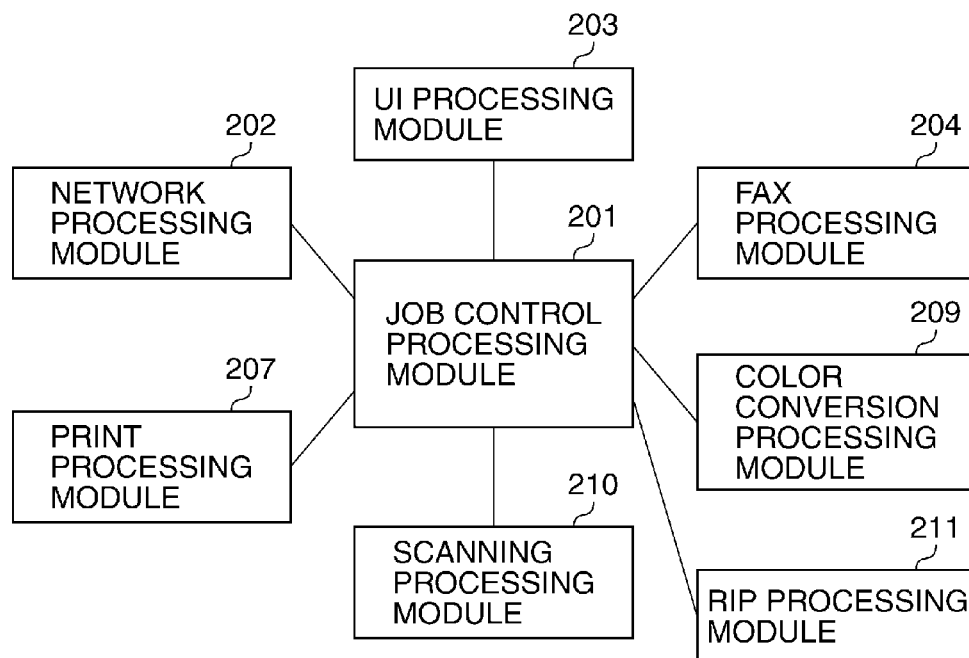 203
UI PROCESSING
MODULE
202
NETWORK
PROCESSING
MODULE
204
FAX
PROCESSING
MODULE
201
JOB CONTROL
PROCESSING
MODULE
207
PRINT
PROCESSING
MODULE
209
COLOR
CONVERSION
PROCESSING
MODULE
210
SCANNING
PROCESSING
MODULE
211
RIP PROCESSING
MODULE